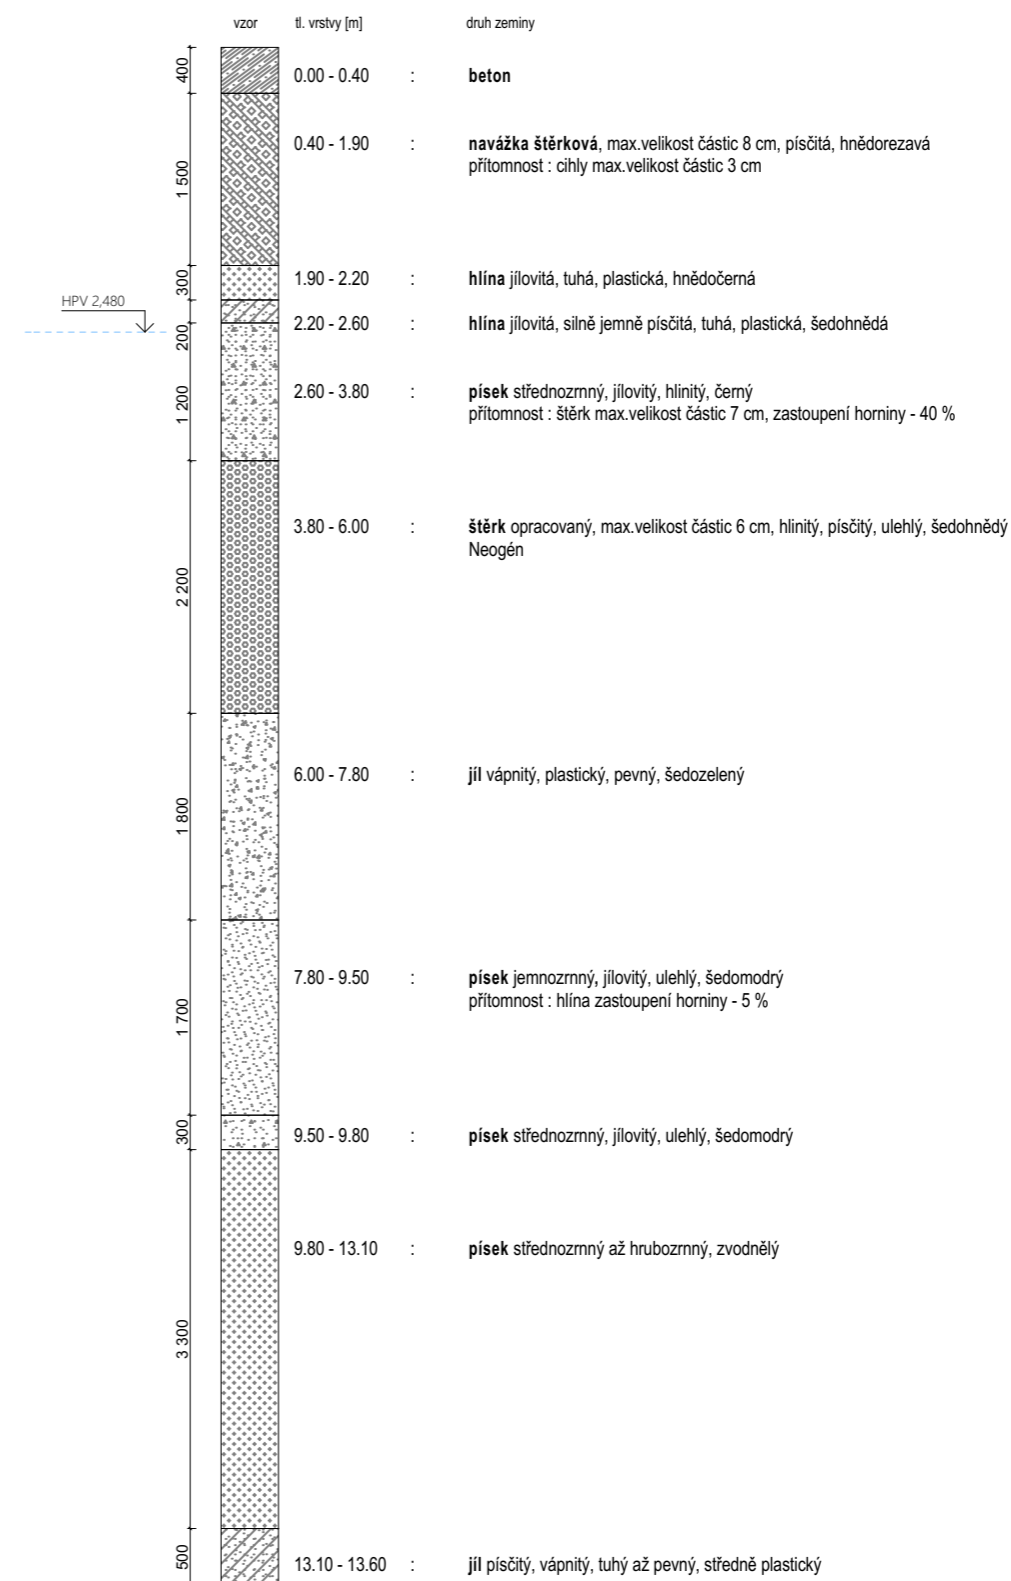 vzor tl. vrstvy [m] druh zeminy
400 0.00 - 0.40 : beton
0.40 - 1.90 : navážka štěrková, max.velikost částic 8 cm, písčitá, hnědorezavá
přítomnost : cihly max.velikost částic 3 cm
1 500
300 1.90 - 2.20 : hlína jílovitá, tuhá, plastická, hnědočerná
HPV 2,480
200 2.20 - 2.60 : hlína jílovitá, silně jemně písčitá, tuhá, plastická, šedohnědá
1 200 2.60 - 3.80 : písek střednozrnný, jílovitý, hlinitý, černý
přítomnost : štěrk max.velikost částic 7 cm, zastoupení horniny - 40 %
3.80 - 6.00 : štěrk opracovaný, max.velikost částic 6 cm, hlinitý, písčitý, ulehlý, šedohnědý
Neogén
2 200
6.00 - 7.80 : jíl vápnitý, plastický, pevný, šedozelený
1 800
7.80 - 9.50 : písek jemnozrnný, jílovitý, ulehlý, šedomodrý
přítomnost : hlína zastoupení horniny - 5 %
1 700
300 9.50 - 9.80 : písek střednozrnný, jílovitý, ulehlý, šedomodrý
9.80 - 13.10 : písek střednozrnný až hrubozrnný, zvodnělý
3 300
500 13.10 - 13.60 : jíl písčitý, vápnitý, tuhý až pevný, středně plastický